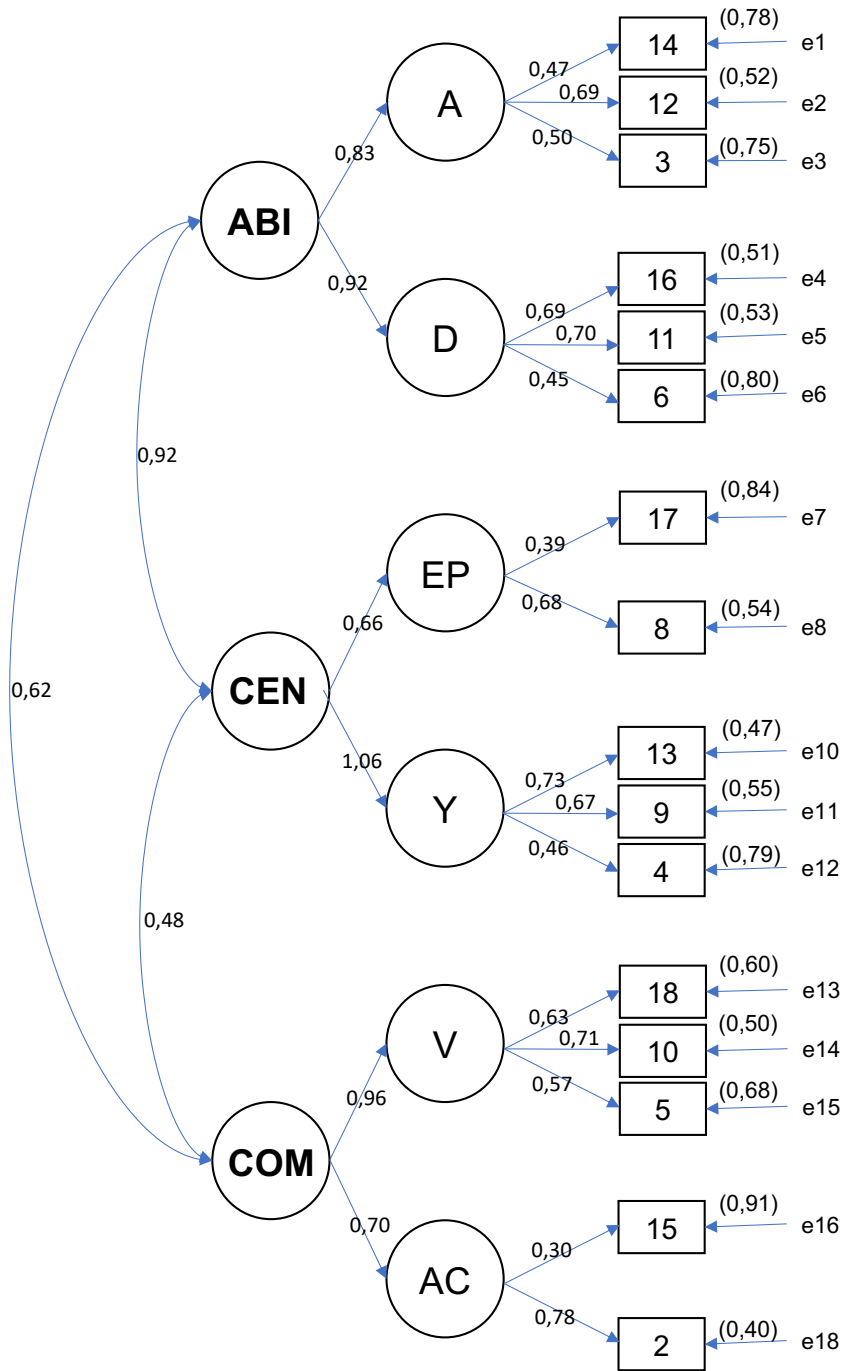 (0,78)
14
e1
0,47
A
(0,52)
0,69
12
e2
0,50
(0,75)
3
e3
0,83
ABI
0,92
(0,51)
16
e4
0,69
D
(0,53)
0,70
11
e5
0,45
(0,80)
6
e6
0,92
(0,84)
17
e7
0,39
EP
0,68
(0,54)
8
e8
0,66
0,62
CEN
1,06
(0,47)
13
e10
0,73
Y
(0,55)
0,67
9
e11
0,46
(0,79)
4
e12
0,48
(0,60)
18
e13
0,63
V
(0,50)
0,71
10
e14
0,57
(0,68)
5
e15
0,96
COM
0,70
(0,91)
15
e16
0,30
AC
0,78
(0,40)
2
e18